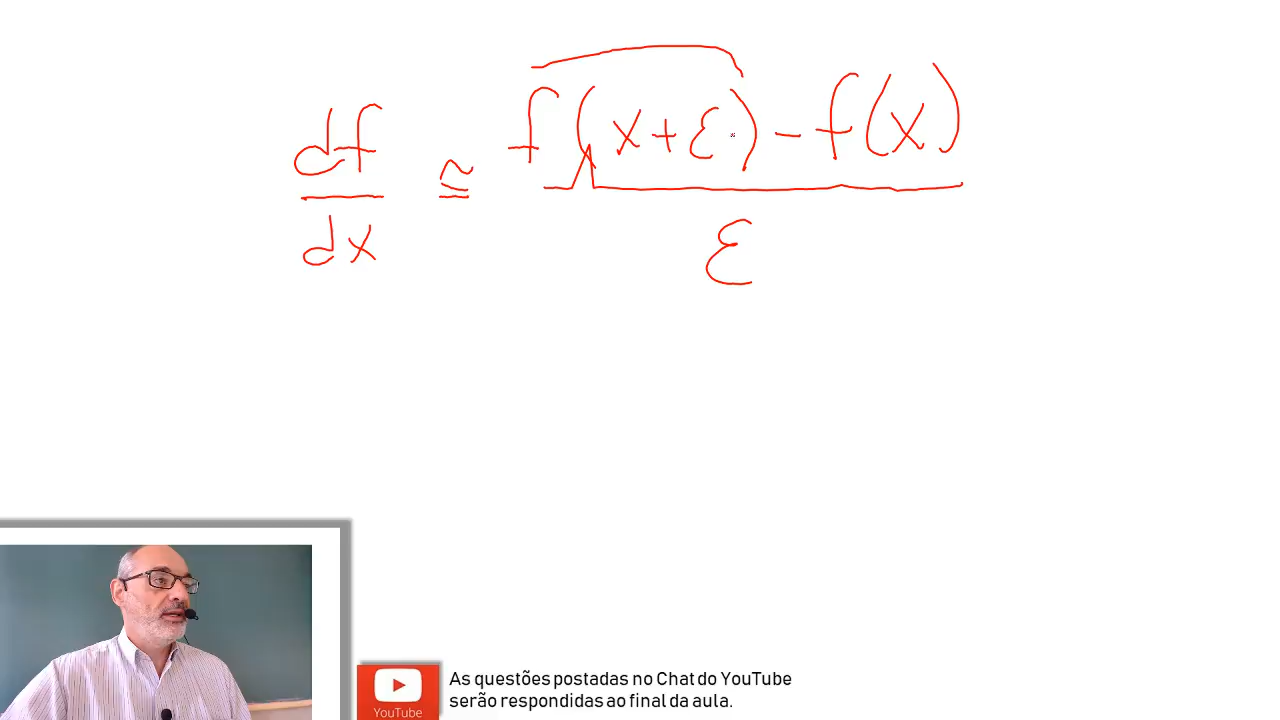 df/dx ≅ (f(x+ε) - f(x))/ε
As questões postadas no Chat do YouTube
serão respondidas ao final da aula.
YouTube